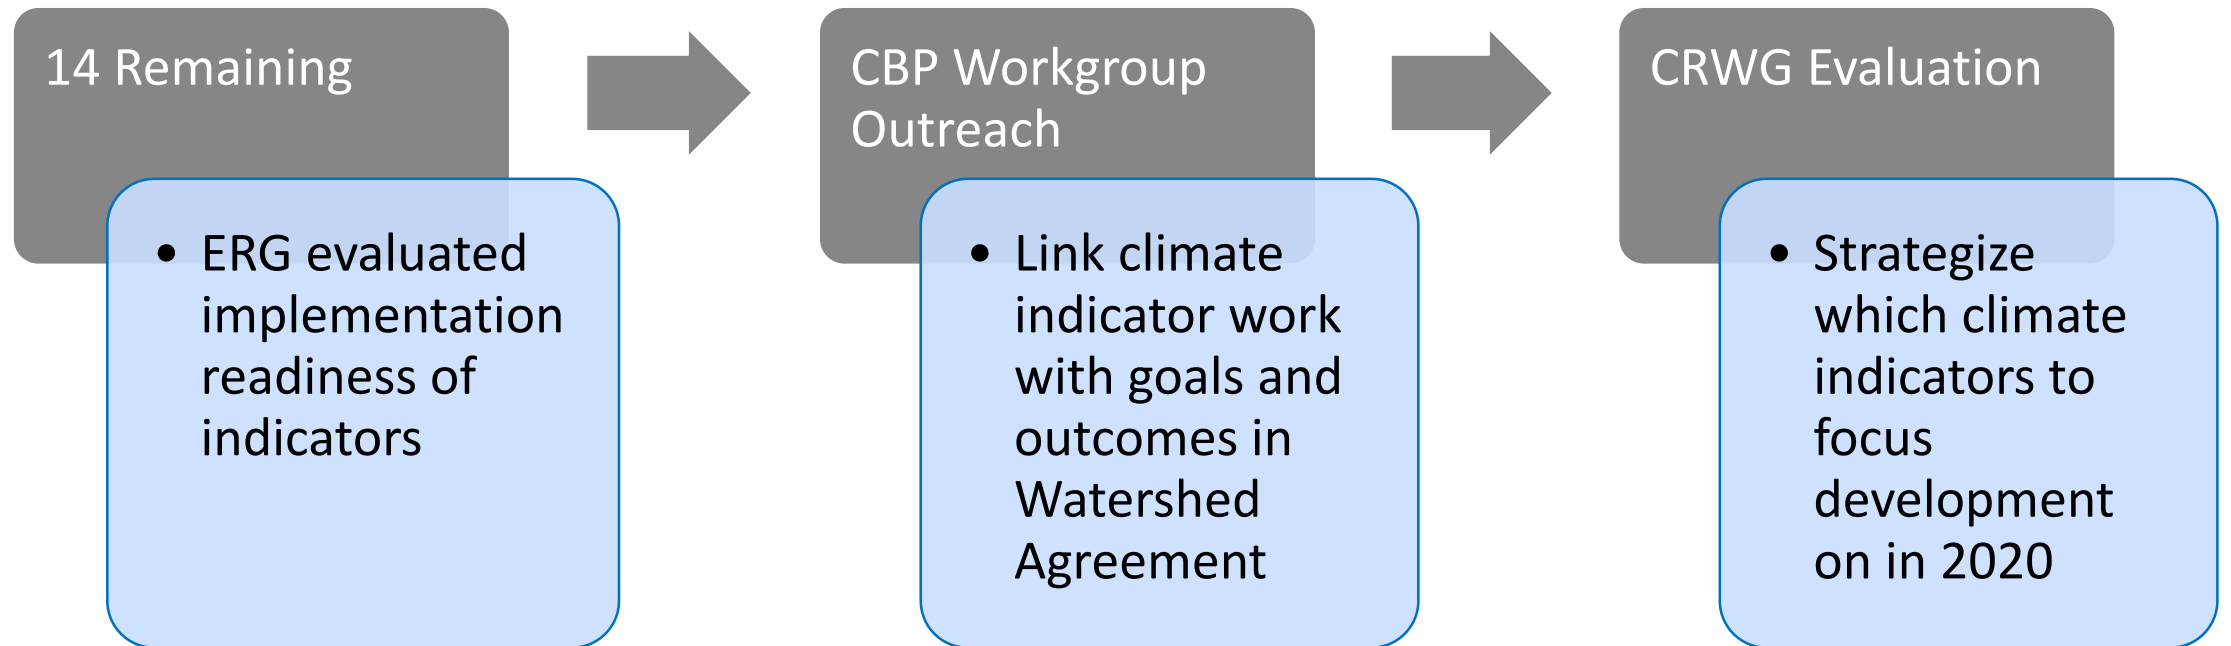 14 Remaining
• ERG evaluated
implementation
readiness of
indicators
CBP Workgroup
Outreach
• Link climate
indicator work
with goals and
outcomes in
Watershed
Agreement
CRWG Evaluation
• Strategize
which climate
indicators to
focus
development
on in 2020